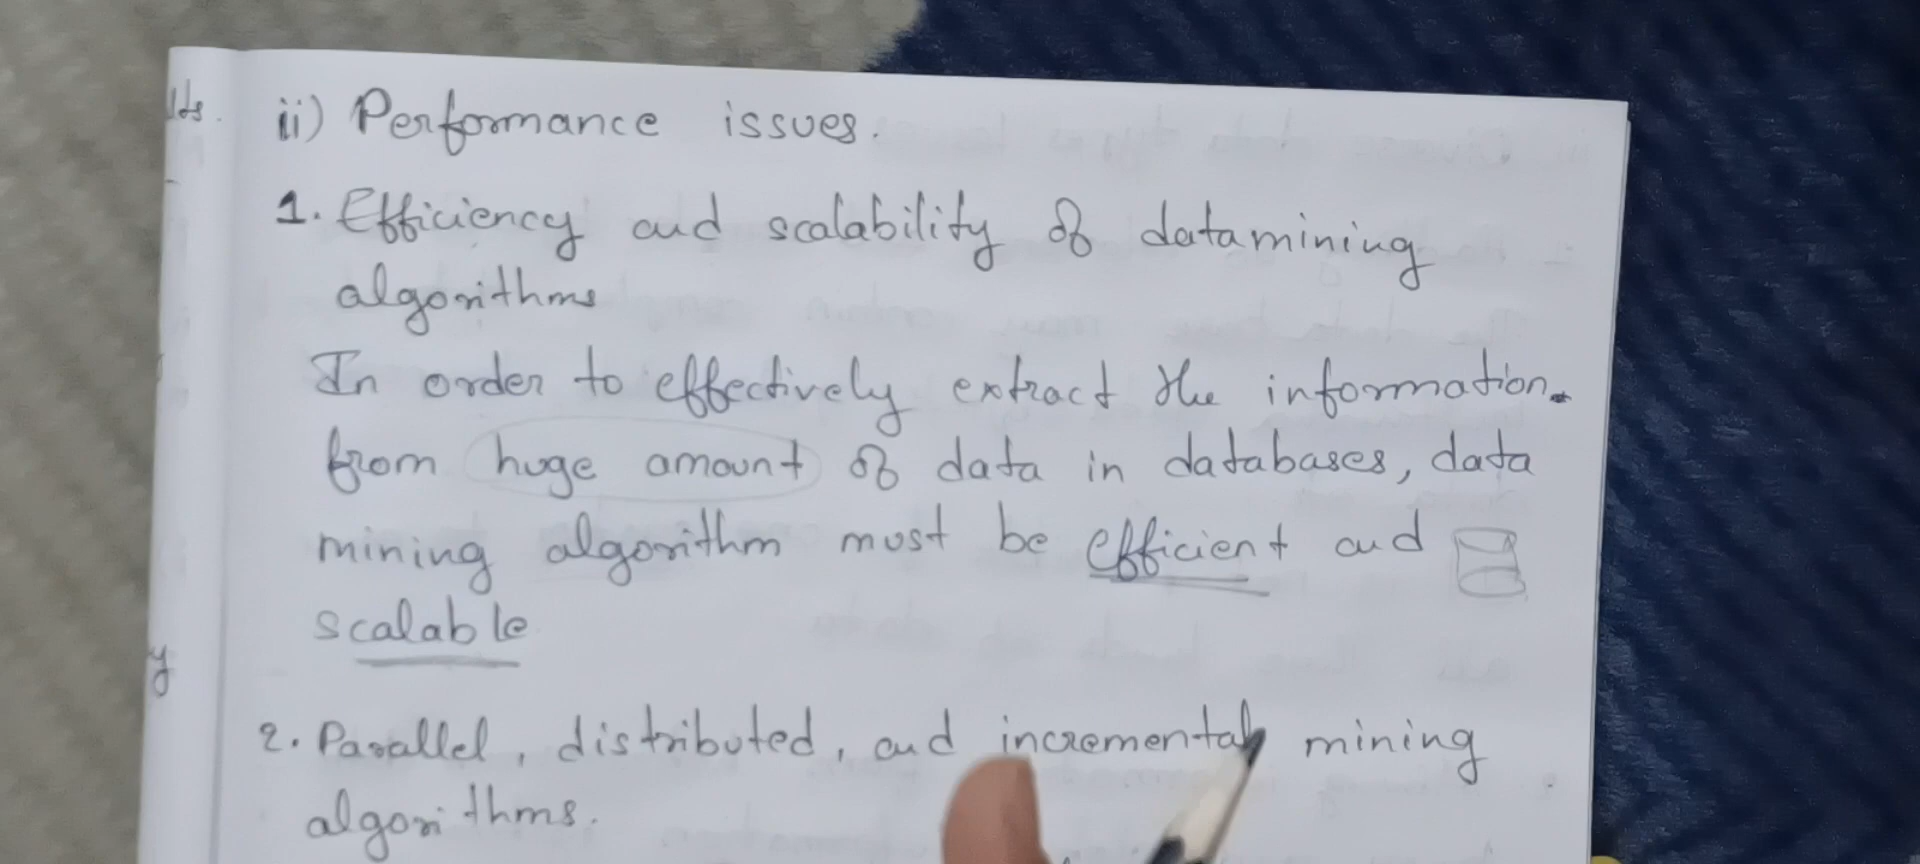 ii) Performance issues.
1. Efficiency and scalability of datamining
algorithms
In order to effectively extract the information
from huge amount of data in databases, data
mining algorithm must be efficient and
scalable
2. Parallel, distributed, and incremental mining
algorithms.
y